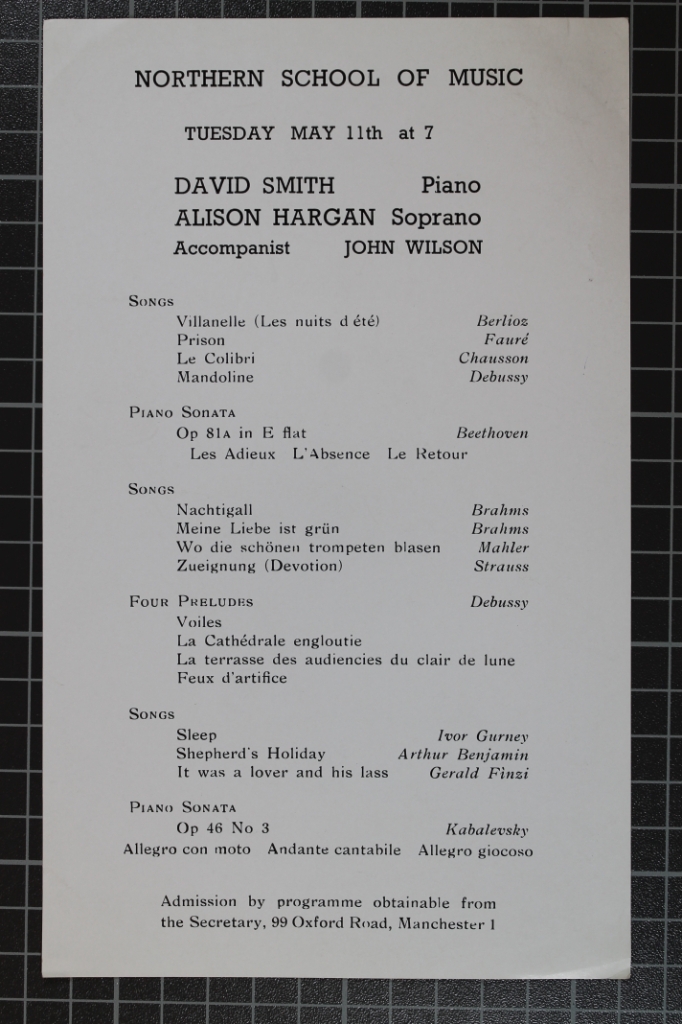 NORTHERN SCHOOL OF MUSIC
TUESDAY MAY 11th at 7
DAVID SMITH Piano
ALISON HARGAN Soprano
Accompanist JOHN WILSON
SONGS
Villanelle (Les nuits d été) Berlioz
Prison Fauré
Le Colibri Chausson
Mandoline Debussy
PIANO SONATA
Op 81A in E flat Beethoven
Les Adieux L'Absence Le Retour
SONGS
Nachtigall Brahms
Meine Liebe ist grün Brahms
Wo die schönen trompeten blasen Mahler
Zueignung (Devotion) Strauss
FOUR PRELUDES Debussy
Voiles
La Cathédrale engloutie
La terrasse des audiencies du clair de lune
Feux d'artifice
SONGS
Sleep Ivor Gurney
Shepherd's Holiday Arthur Benjamin
It was a lover and his lass Gerald Finzi
PIANO SONATA
Op 46 No 3 Kabalevsky
Allegro con moto Andante cantabile Allegro giocoso
Admission by programme obtainable from
the Secretary, 99 Oxford Road, Manchester 1